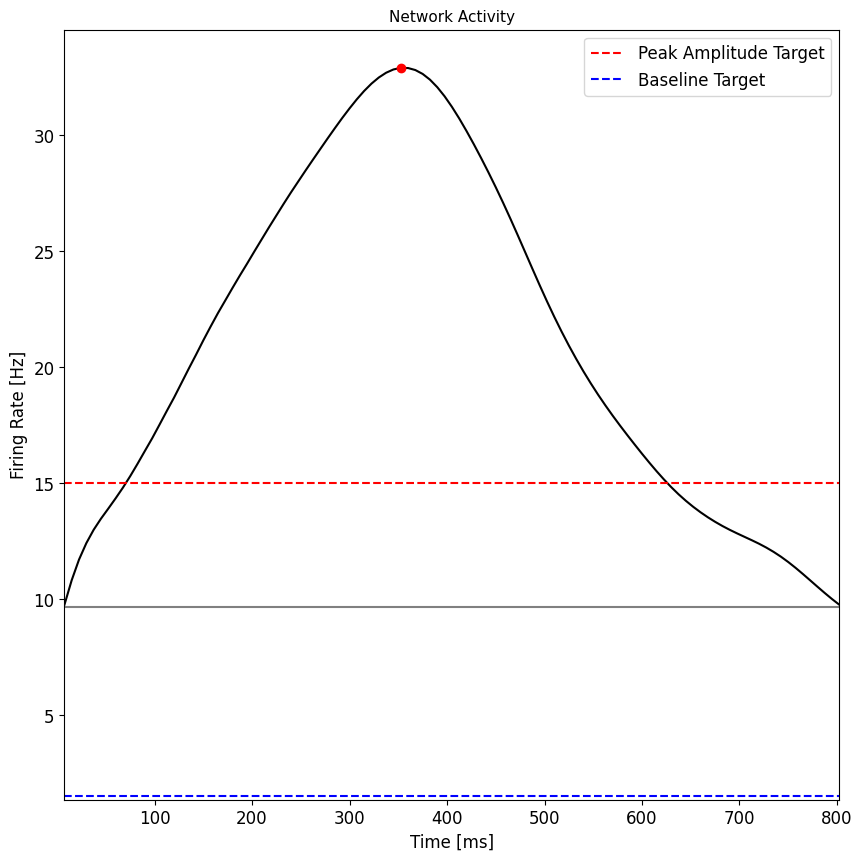 Network Activity
Peak Amplitude Target
Baseline Target
Firing Rate [Hz]
30
25
20
15
10
5
100 200 300 400 500 600 700 800
Time [ms]